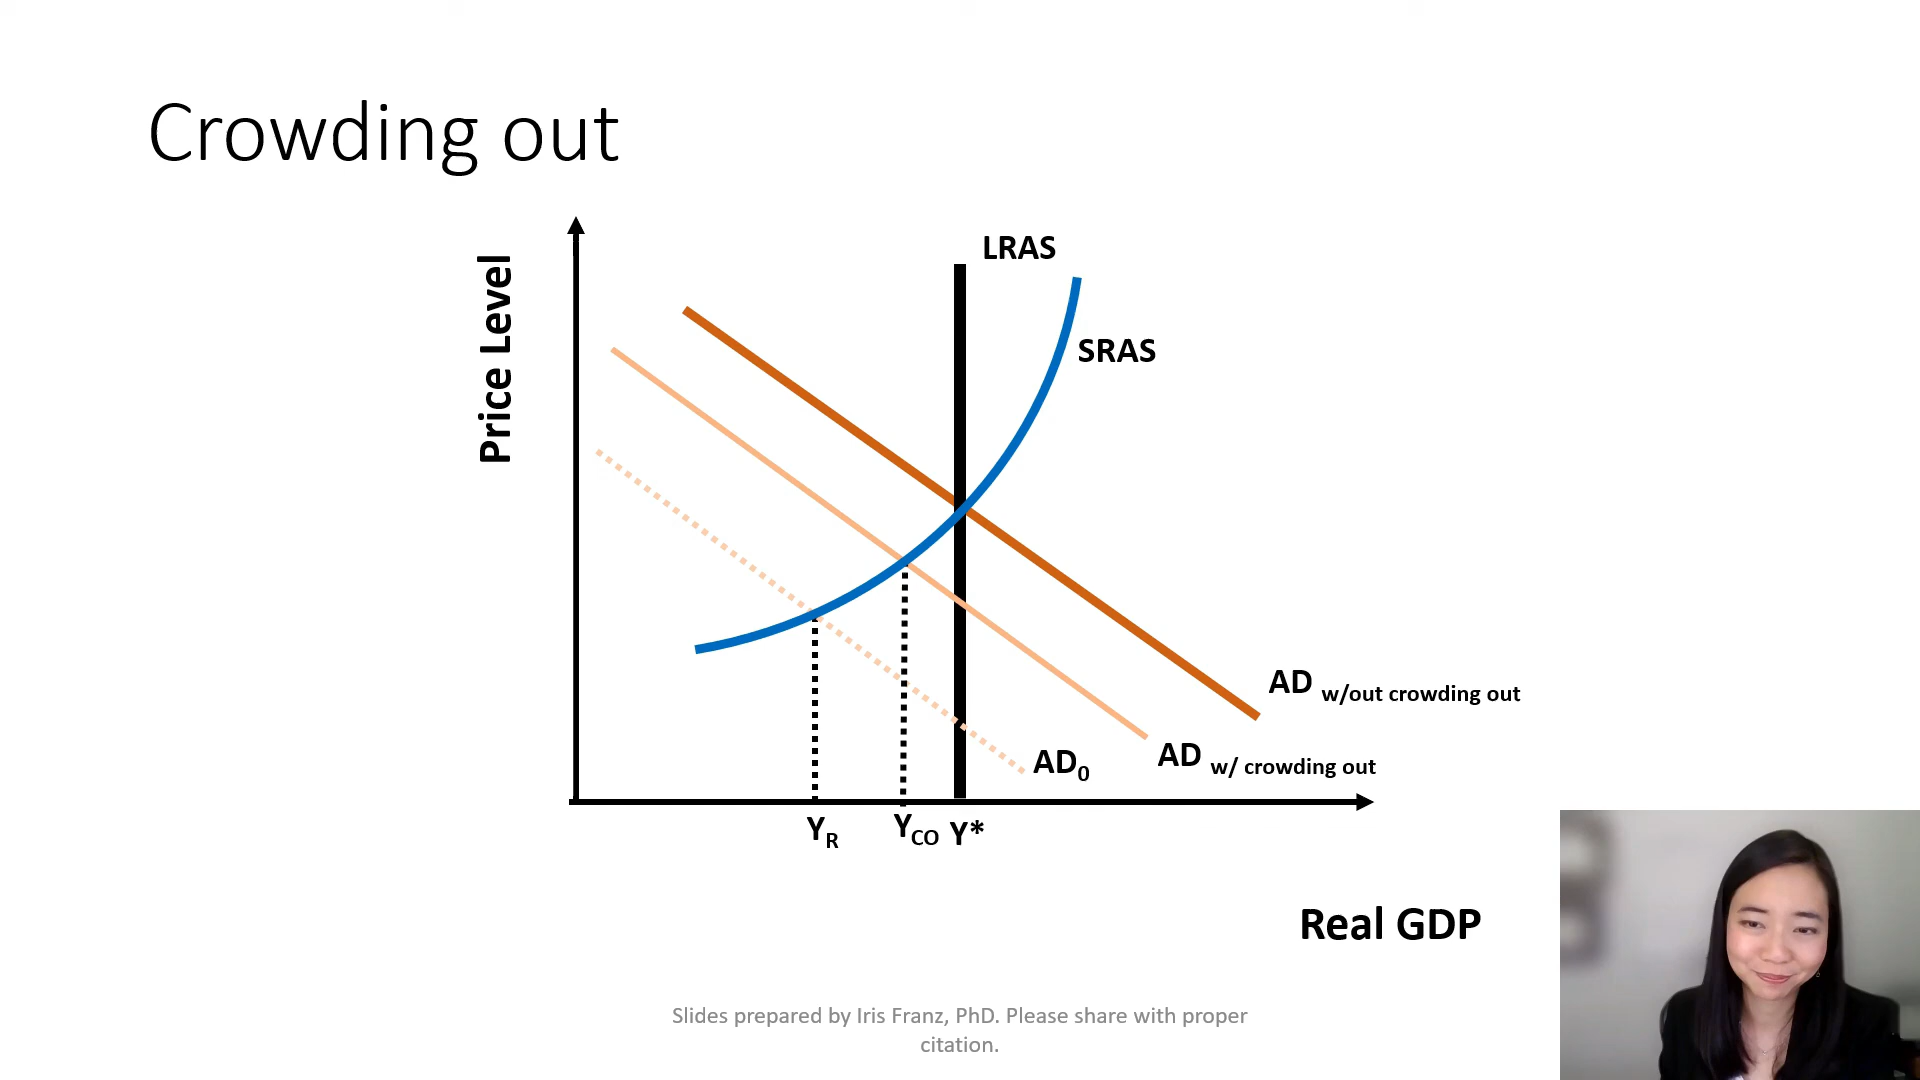 Crowding out
Price Level
LRAS
SRAS
AD w/out crowding out
AD w/ crowding out
AD0
YR
YCO
Y*
Real GDP
Slides prepared by Iris Franz, PhD. Please share with proper
citation.